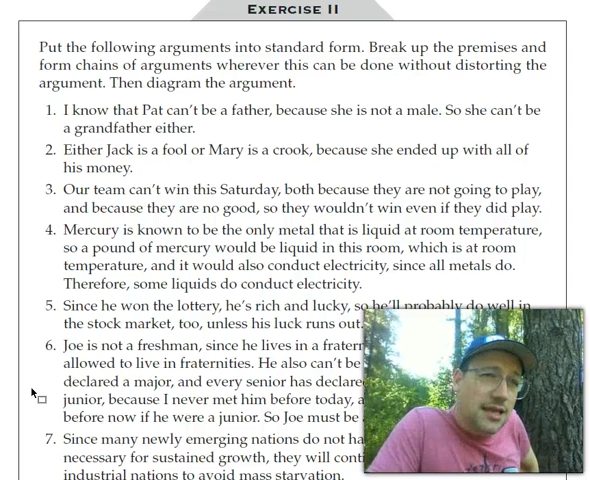 EXERCISE II
Put the following arguments into standard form. Break up the premises and
form chains of arguments wherever this can be done without distorting the
argument. Then diagram the argument.
1. I know that Pat can't be a father, because she is not a male. So she can't be
a grandfather either.
2. Either Jack is a fool or Mary is a crook, because she ended up with all of
his money.
3. Our team can't win this Saturday, both because they are not going to play,
and because they are no good, so they wouldn't win even if they did play.
4. Mercury is known to be the only metal that is liquid at room temperature,
so a pound of mercury would be liquid in this room, which is at room
temperature, and it would also conduct electricity, since all metals do.
Therefore, some liquids do conduct electricity.
5. Since he won the lottery, he's rich and lucky, so he'll probably do well in
the stock market, too, unless his luck runs out.
6. Joe is not a freshman, since he lives in a frater
allowed to live in fraternities. He also can't be
declared a major, and every senior has declare
junior, because I never met him before today, a
before now if he were a junior. So Joe must be
7. Since many newly emerging nations do not ha
necessary for sustained growth, they will cont
industrial nations to avoid mass starvation.